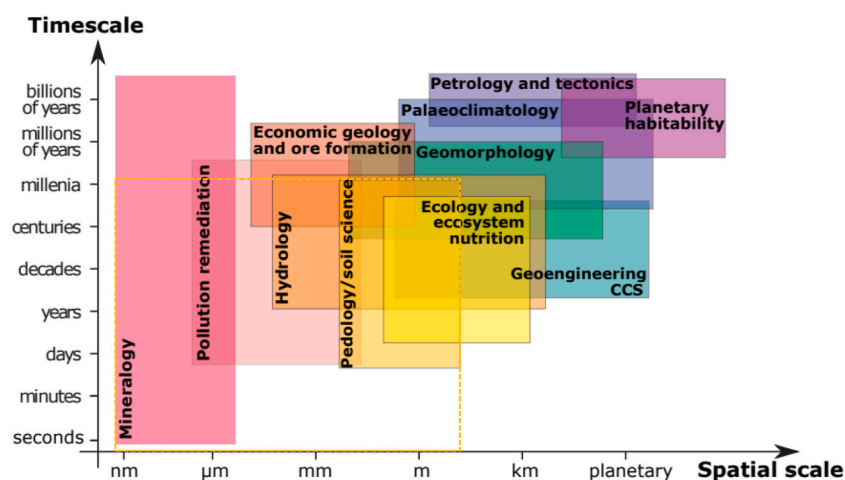 Timescale
billions
of years
millions
of years
millenia
centuries
decades
years
days
minutes
seconds
Petrology and tectonics
Palaeoclimatology
Planetary
habitability
Economic geology
and ore formation
Geomorphology
Ecology and
ecosystem
nutrition
Geoengineering
CCS
Mineralogy
Pollution remediation
Hydrology
Pedology/soil science
nm
µm
mm
m
km
planetary
Spatial scale